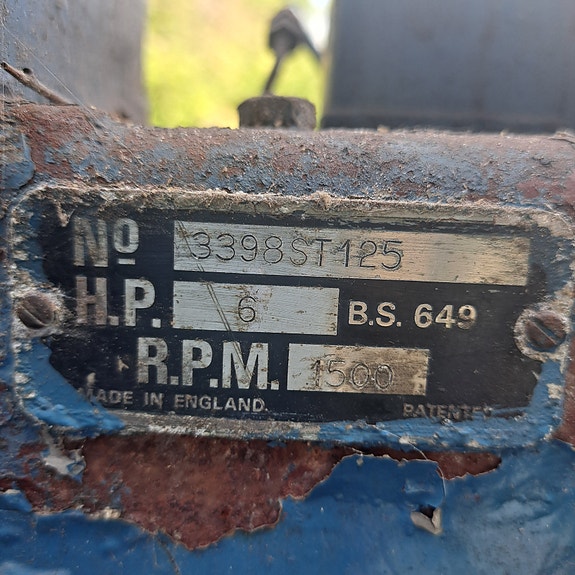 Nº 3398ST125
H.P. 6 B.S. 649
R.P.M. 1500
MADE IN ENGLAND. PATENTED